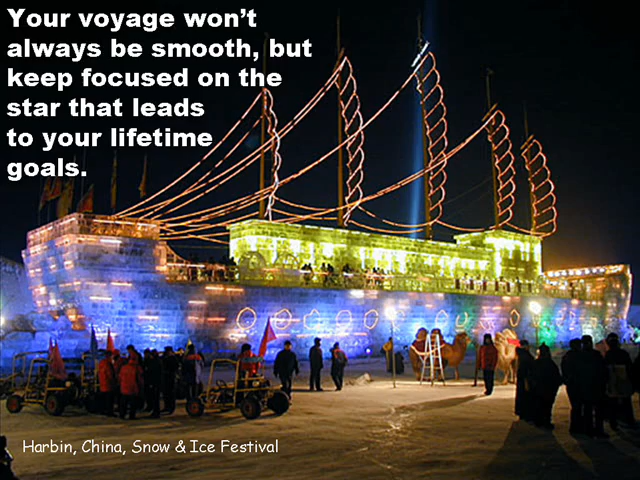 Your voyage won’t
always be smooth, but
keep focused on the
star that leads
to your lifetime
goals.
Harbin, China, Snow & Ice Festival